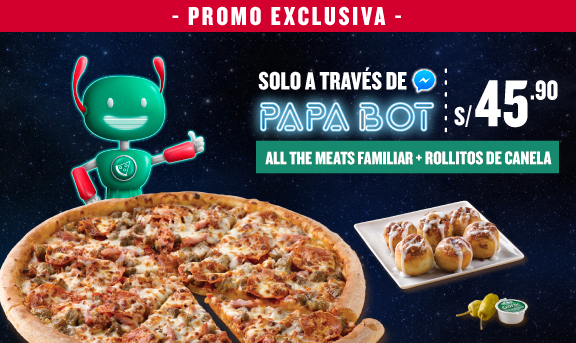 - PROMO EXCLUSIVA -
SOLO A TRAVÉS DE
PAPA BOT
S/45.90
ALL THE MEATS FAMILIAR + ROLLITOS DE CANELA